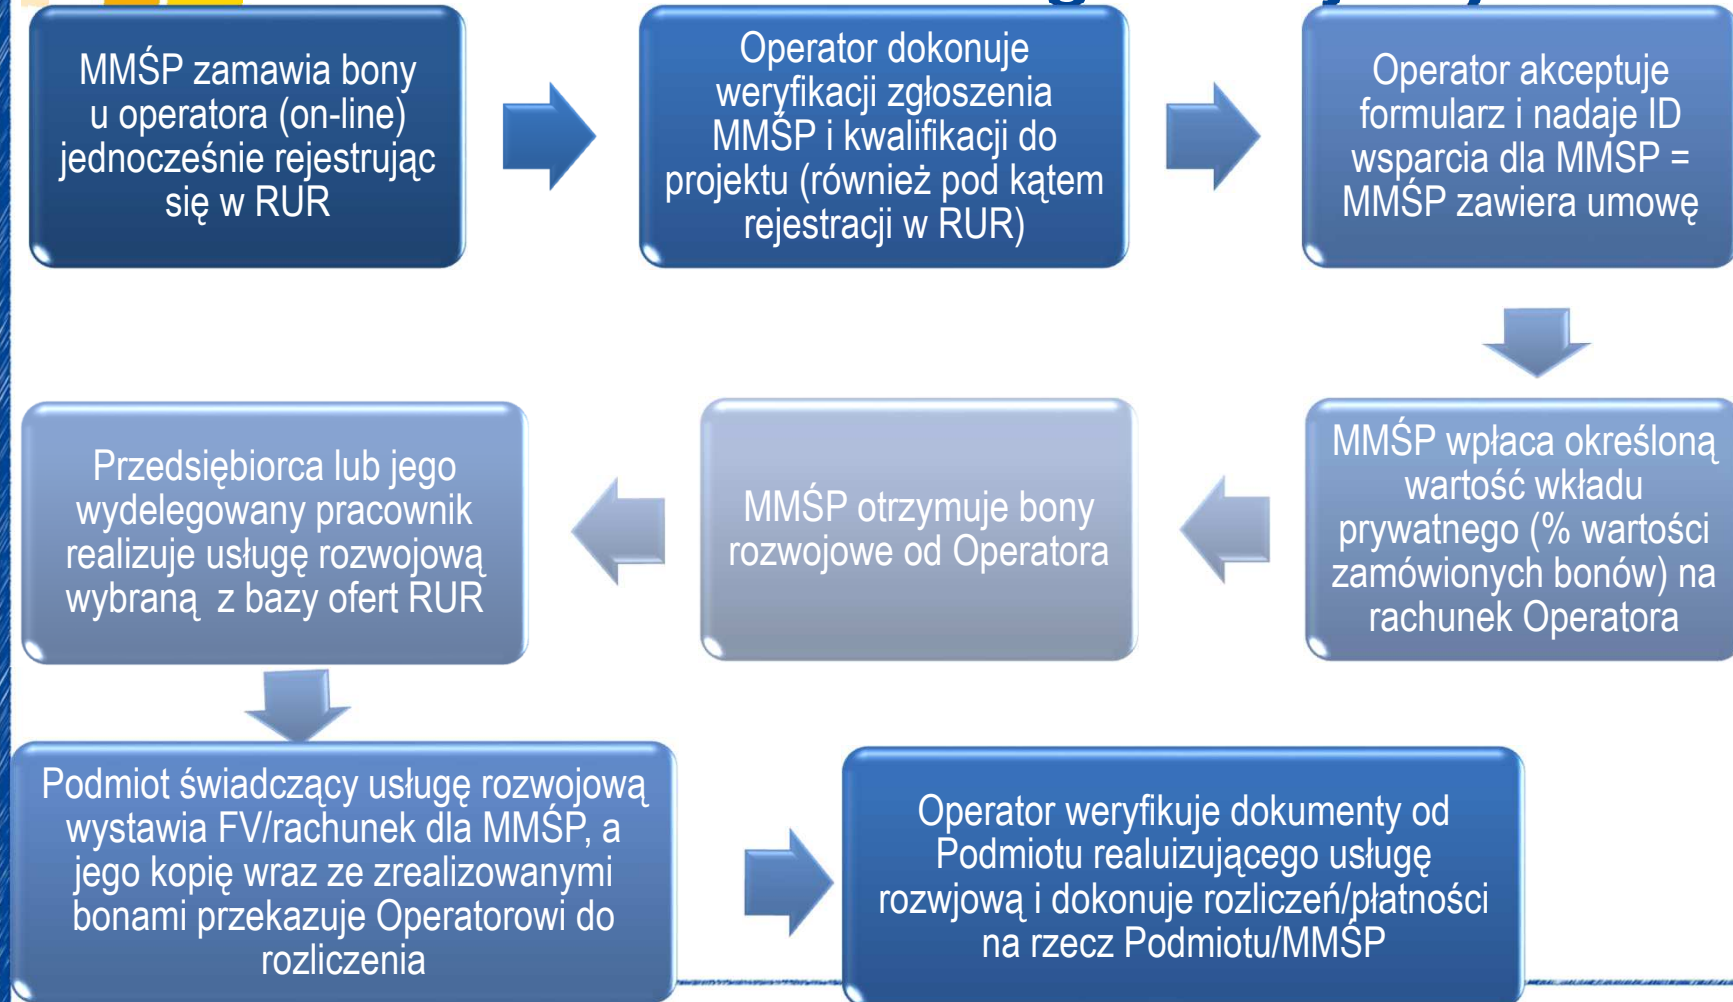 MMŚP zamawia bony
u operatora (on-line)
jednocześnie rejestrując
się w RUR
Operator dokonuje
weryfikacji zgłoszenia
MMŚP i kwalifikacji do
projektu (również pod kątem
rejestracji w RUR)
Operator akceptuje
formularz i nadaje ID
wsparcia dla MMSP =
MMŚP zawiera umowę
MMŚP wpłaca określoną
wartość wkładu
prywatnego (% wartości
zamówionych bonów) na
rachunek Operatora
MMŚP otrzymuje bony
rozwojowe od Operatora
Przedsiębiorca lub jego
wydelegowany pracownik
realizuje usługę rozwojową
wybraną z bazy ofert RUR
Podmiot świadczący usługę rozwojową
wystawia FV/rachunek dla MMŚP, a
jego kopię wraz ze zrealizowanymi
bonami przekazuje Operatorowi do
rozliczenia
Operator weryfikuje dokumenty od
Podmiotu realuizującego usługę
rozwjową i dokonuje rozliczeń/płatności
na rzecz Podmiotu/MMŚP